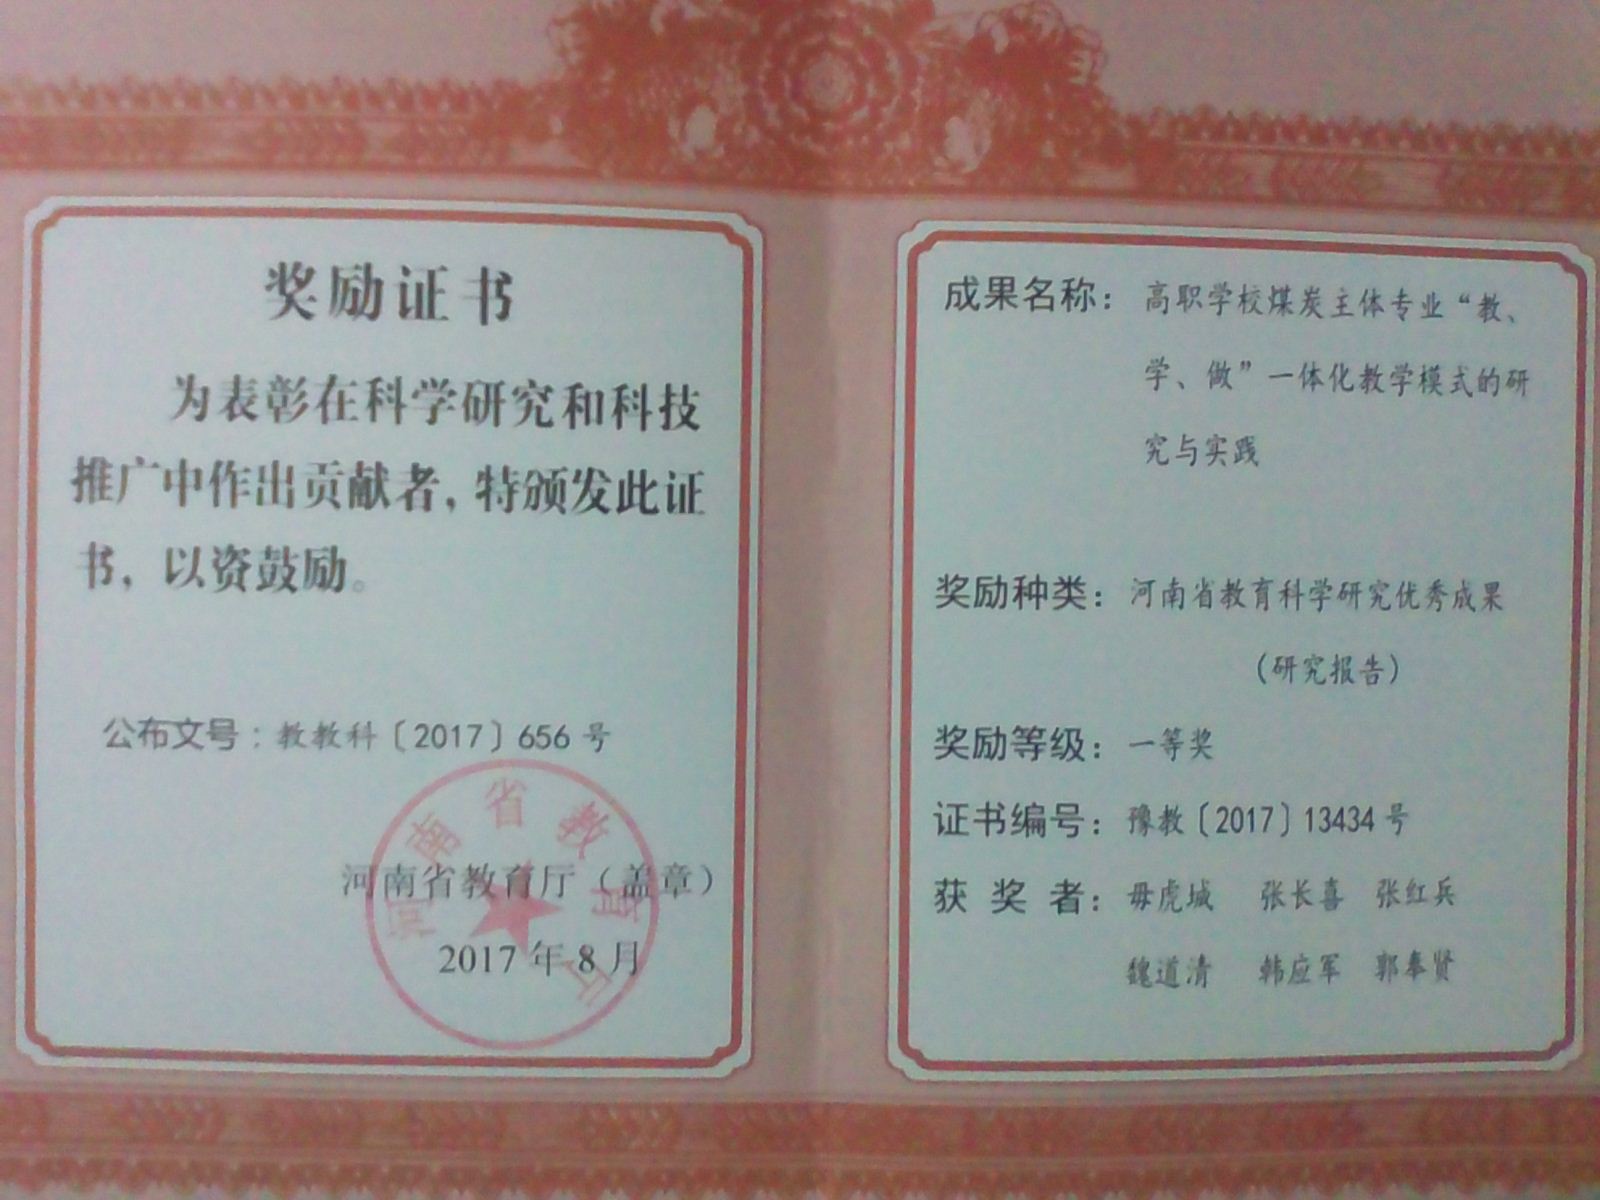 奖励证书
为表彰在科学研究和科技
推广中作出贡献者，特颁发此证
书，以资鼓励。
公布文号：教教科〔2017〕656号
河南省教育厅（盖章）
2017年8月
河南省教育厅
成果名称：高职学校煤炭主体专业“教、
学、做”一体化教学模式的研
究与实践
奖励种类：河南省教育科学研究优秀成果
（研究报告）
奖励等级：一等奖
证书编号：豫教〔2017〕13434号
获奖者：毋虎城 张长喜 张红兵
魏道清 韩应军 郭奉贤